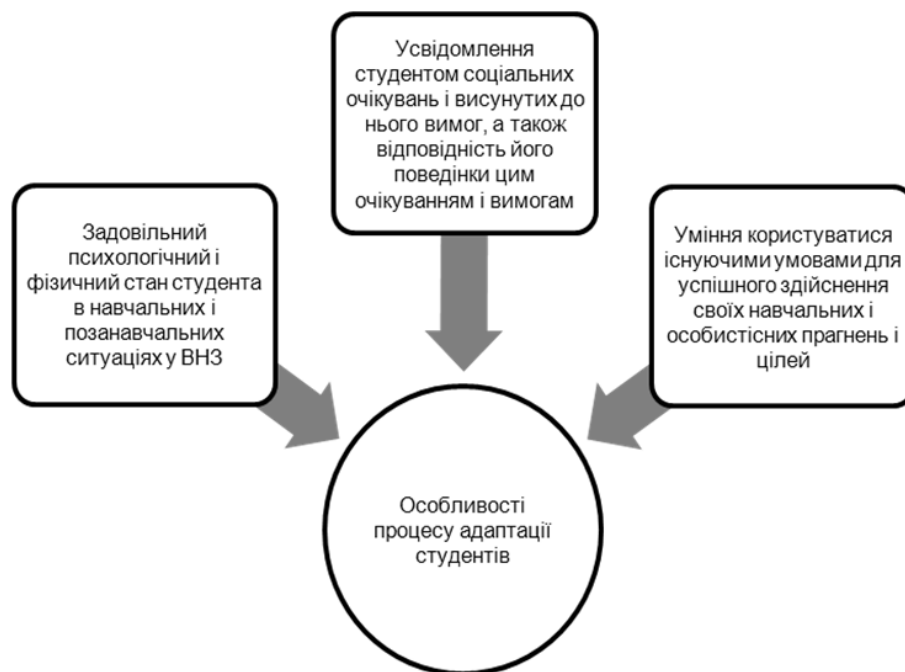 Усвідомлення
студентом соціальних
очікувань і висунутих до
нього вимог, а також
відповідність його
поведінки цим
очікуванням і вимогам
Задовільний
психологічний і
фізичний стан студента
в навчальних і
позанавчальних
ситуаціях у ВНЗ
Уміння користуватися
існуючими умовами для
успішного здійснення
своїх навчальних і
особистісних прагнень і
цілей
Особливості
процесу адаптації
студентів